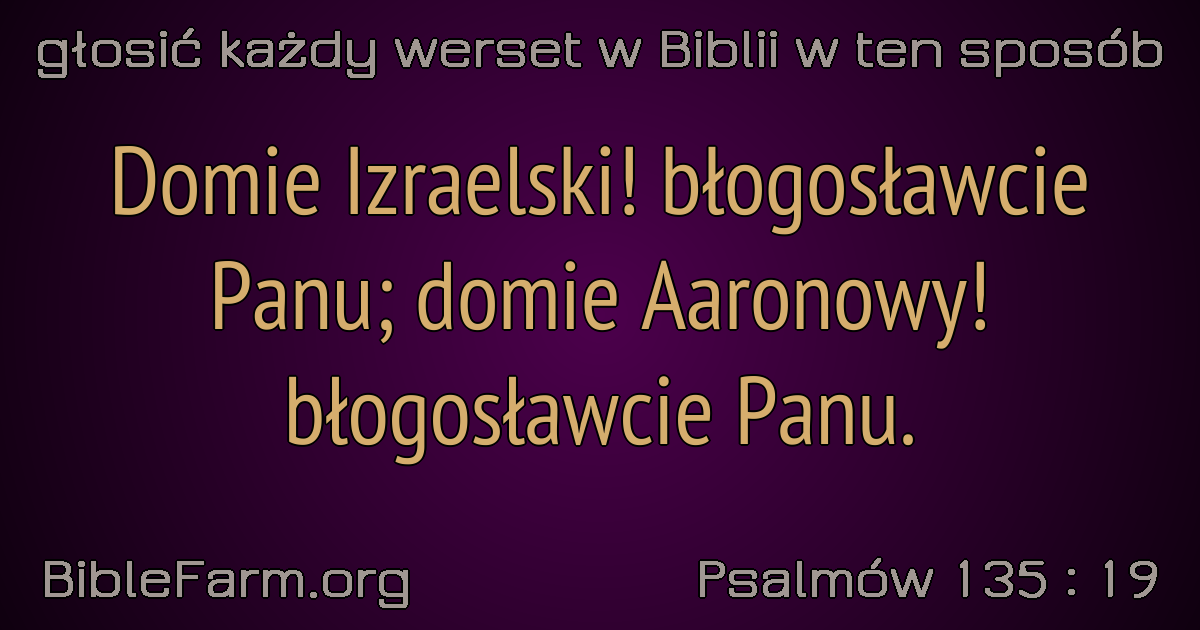 głosić każdy werset w Biblii w ten sposób
Domie Izraelski! błogosławcie
Panu; domie Aaronowy!
błogosławcie Panu.
BibleFarm.org
Psalmów 135 : 19